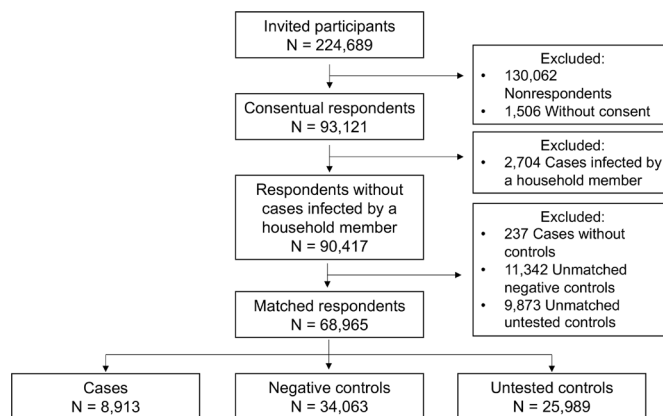 Invited participants
N = 224,689
Excluded:
• 130,062
Nonrespondents
• 1,506 Without consent
Consentual respondents
N = 93,121
Excluded:
• 2,704 Cases infected by
a household member
Respondents without
cases infected by a
household member
N = 90,417
Excluded:
• 237 Cases without
controls
• 11,342 Unmatched
negative controls
• 9,873 Unmatched
untested controls
Matched respondents
N = 68,965
Cases
N = 8,913
Negative controls
N = 34,063
Untested controls
N = 25,989